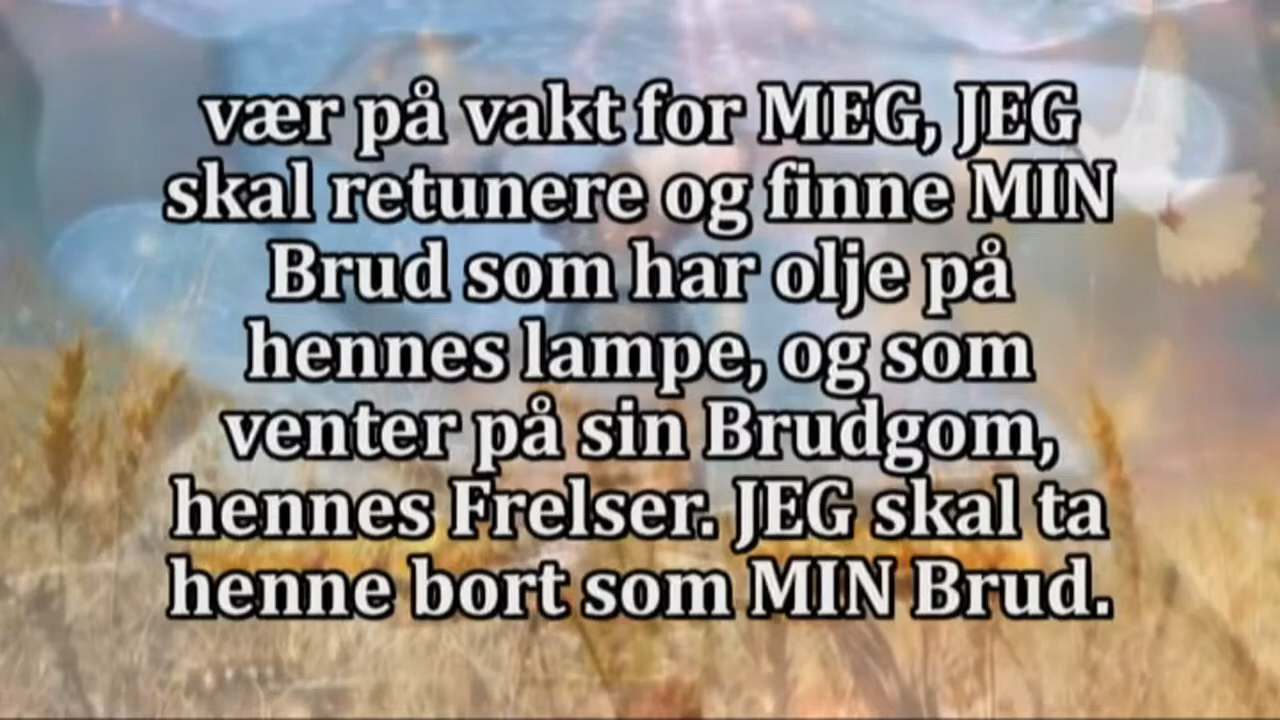 vær på vakt for MEG, JEG
skal retunere og finne MIN
Brud som har olje på
hennes lampe, og som
venter på sin Brudgom,
hennes Frelser. JEG skal ta
henne bort som MIN Brud.